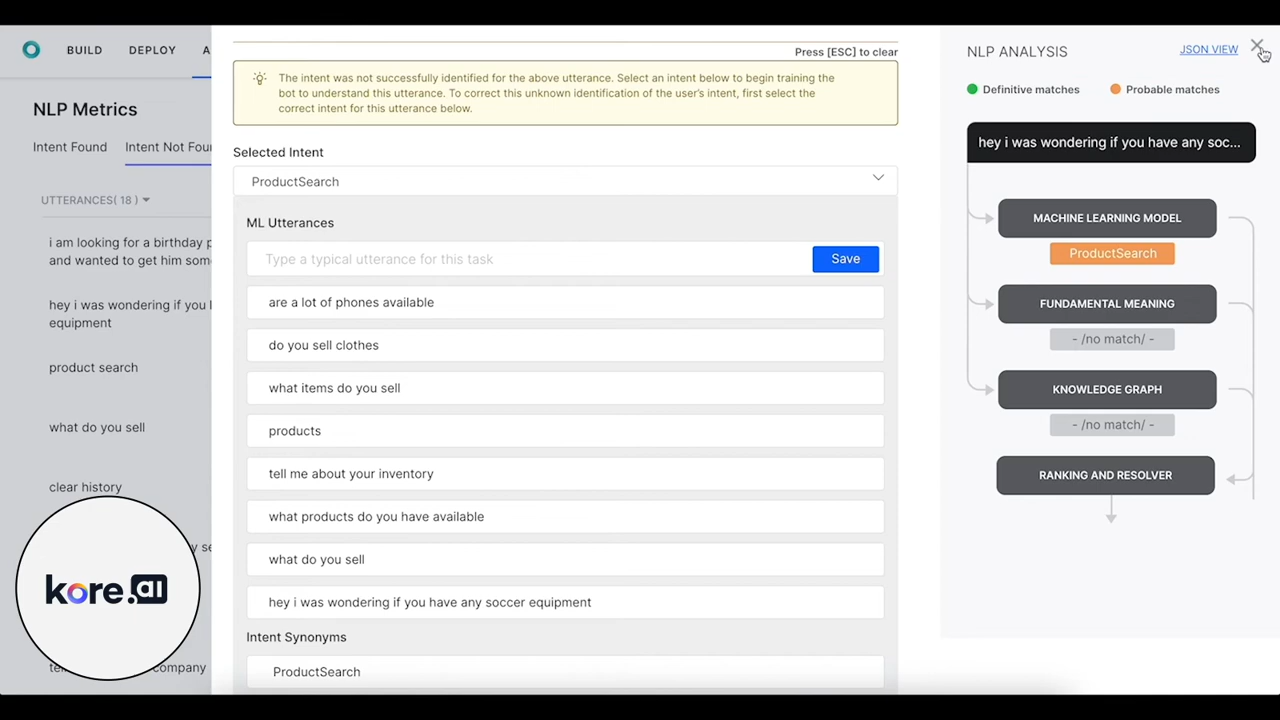 BUILD
DEPLOY
A
NLP Metrics
Intent Found
Intent Not Foun
UTTERANCES( 18 )
i am looking for a birthday p
and wanted to get him som
hey i was wondering if you h
equipment
product search
what do you sell
clear history
y se
company
kore.ai
Press [ESC] to clear
The intent was not successfully identified for the above utterance. Select an intent below to begin training the
bot to understand this utterance. To correct this unknown identification of the user's intent, first select the
correct intent for this utterance below.
Selected Intent
ProductSearch
ML Utterances
Type a typical utterance for this task
Save
are a lot of phones available
do you sell clothes
what items do you sell
products
tell me about your inventory
what products do you have available
what do you sell
hey i was wondering if you have any soccer equipment
Intent Synonyms
ProductSearch
NLP ANALYSIS
JSON VIEW
Definitive matches
Probable matches
hey i was wondering if you have any soc...
MACHINE LEARNING MODEL
ProductSearch
FUNDAMENTAL MEANING
- /no match/ -
KNOWLEDGE GRAPH
- /no match/ -
RANKING AND RESOLVER